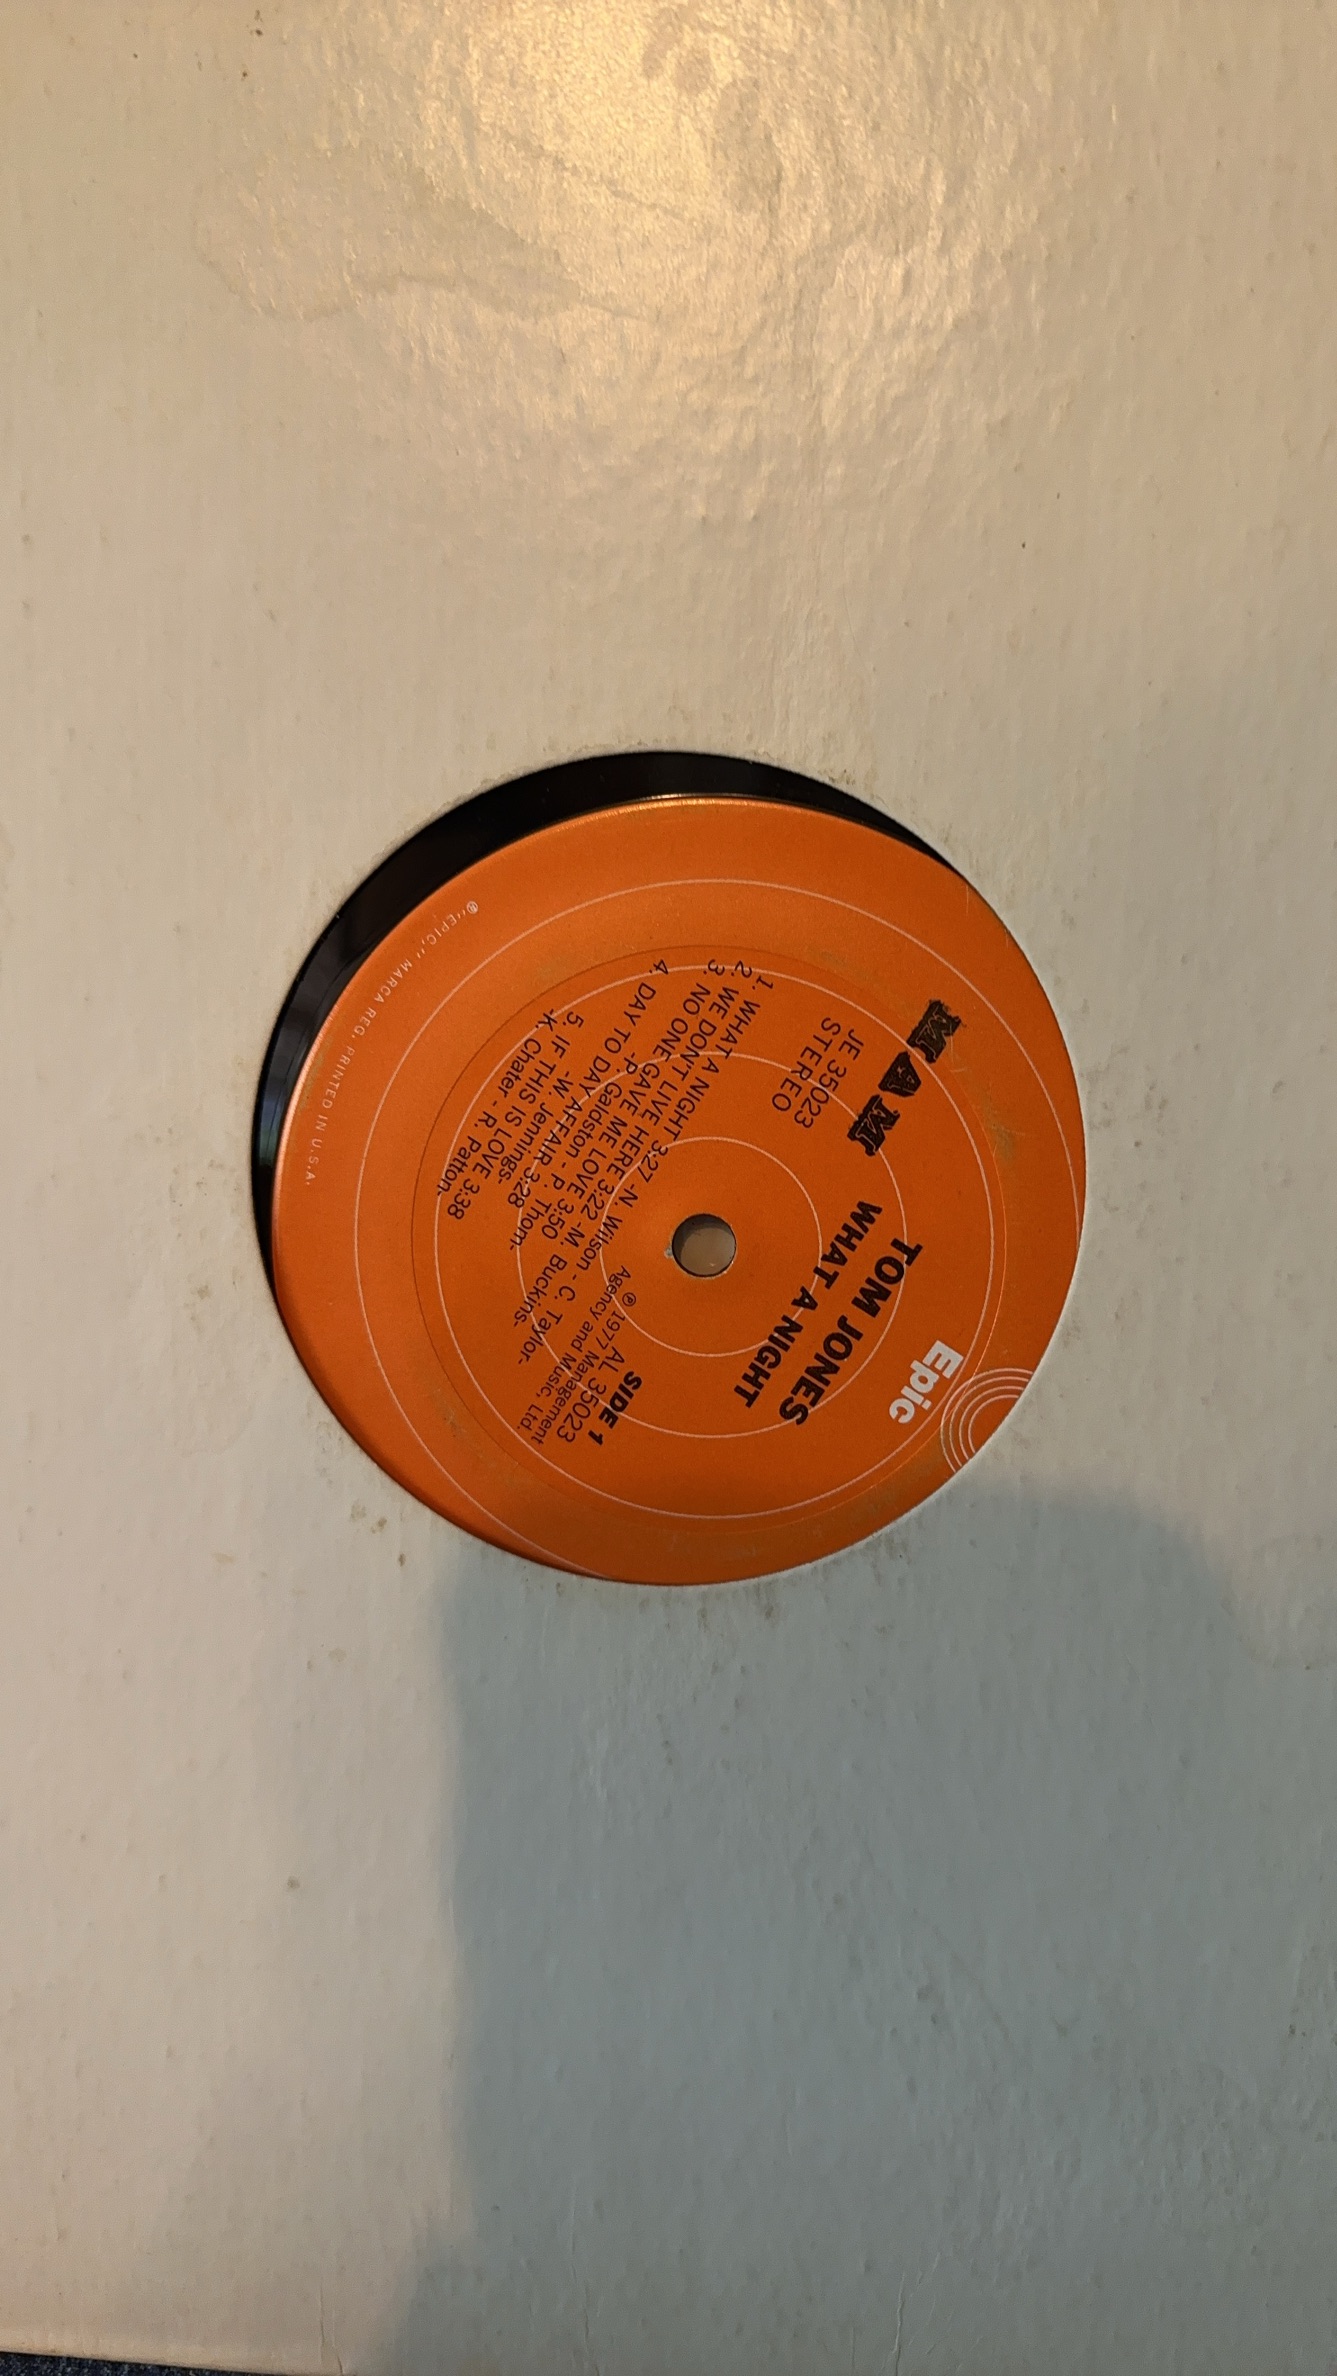 Epic
MAM
TOM JONES
WHAT A NIGHT
JE 35023
STEREO
SIDE 1
AL 35023
℗ 1977 Management
Agency and Music, Ltd.
1. WHAT A NIGHT 3:27 -N. Wilson - C. Taylor-
2. WE DON'T LIVE HERE 3:22 -M. Buckins-
3. NO ONE GAVE ME LOVE 3:50
-P. Galdston - P. Thom-
4. DAY TO DAY AFFAIR 3:28
-W. Jennings-
5. IF THIS IS LOVE 3:38
-K. Chater - R. Patton-
® "EPIC," MARCA REG. PRINTED IN U.S.A.